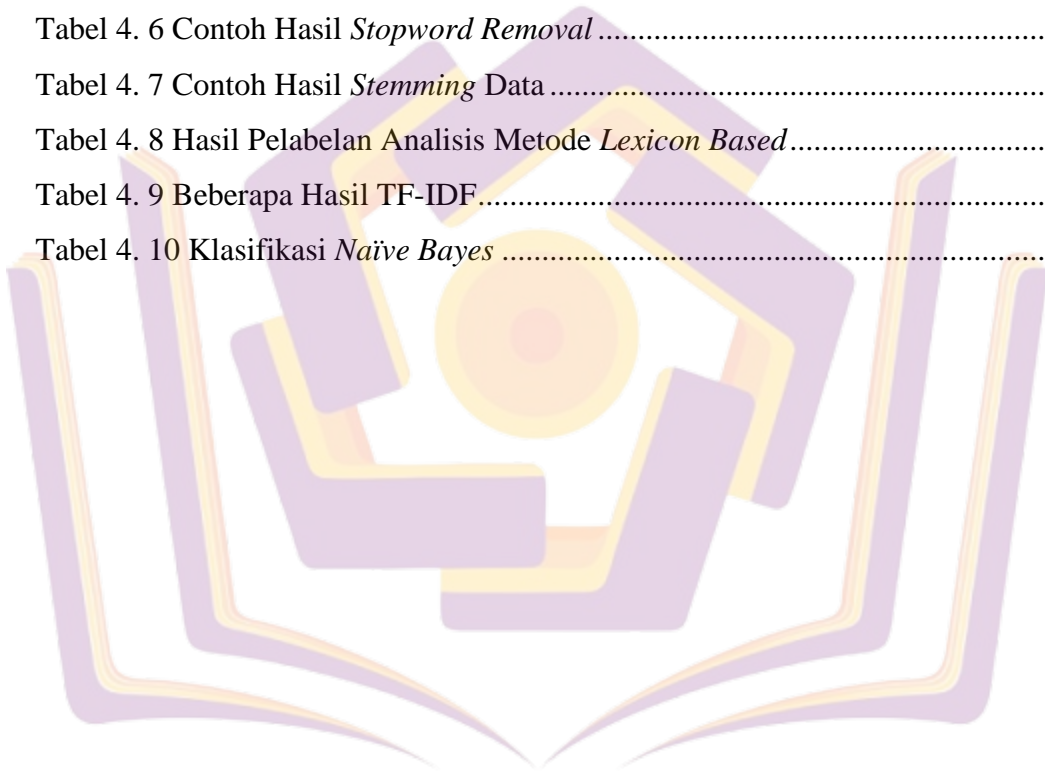 Tabel 4. 6 Contoh Hasil Stopword Removal ........................................................
Tabel 4. 7 Contoh Hasil Stemming Data ..............................................................
Tabel 4. 8 Hasil Pelabelan Analisis Metode Lexicon Based ................................
Tabel 4. 9 Beberapa Hasil TF-IDF.......................................................................
Tabel 4. 10 Klasifikasi Naïve Bayes ....................................................................